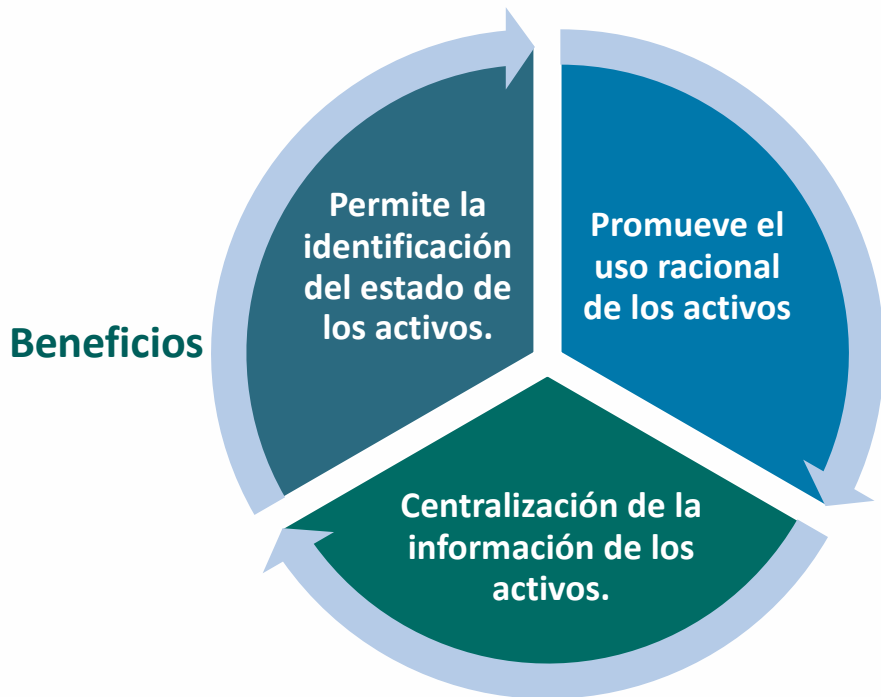 Beneficios
Permite la
identificación
del estado de
los activos.
Promueve el
uso racional
de los activos
Centralización de la
información de los
activos.